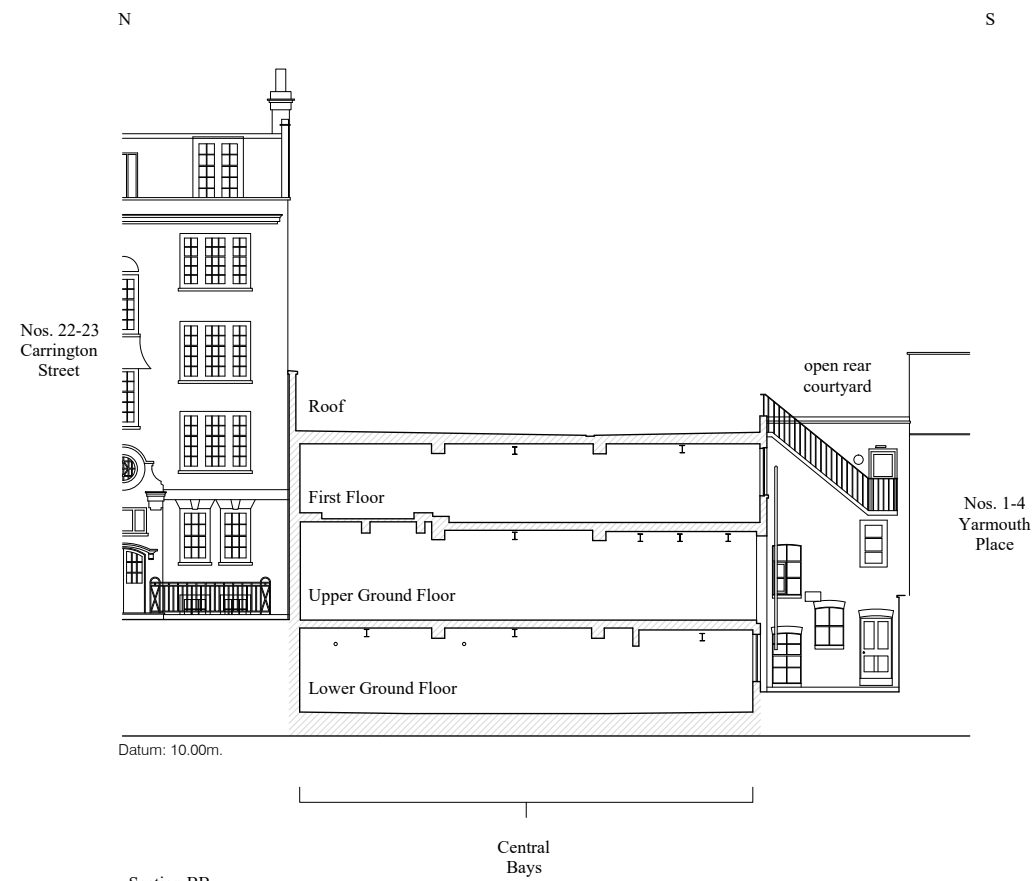 N
S
Nos. 22-23
Carrington
Street
open rear
courtyard
Roof
First Floor
Nos. 1-4
Yarmouth
Place
Upper Ground Floor
Lower Ground Floor
Datum: 10.00m.
Central
Bays